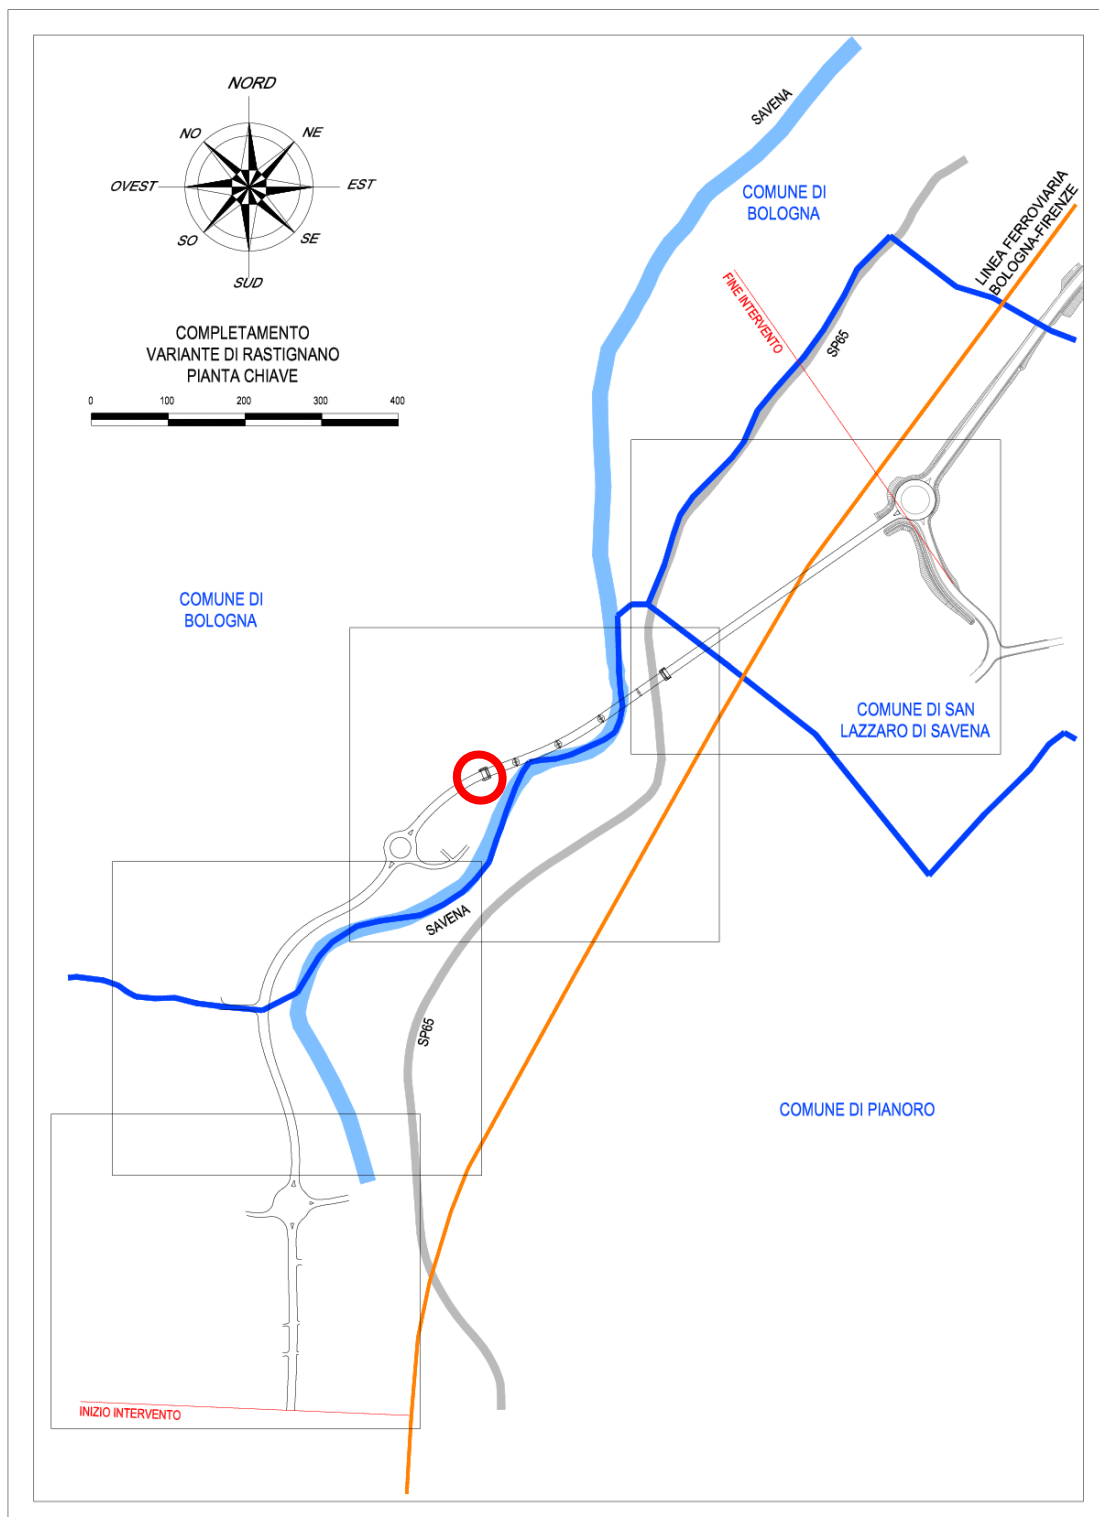 NORD
NO
NE
OVEST
EST
SO
SE
SUD
COMPLETAMENTO
VARIANTE DI RASTIGNANO
PIANTA CHIAVE
0 100 200 300 400
SAVENA
COMUNE DI
BOLOGNA
LINEA FERROVIARIA
BOLOGNA-FIRENZE
FINE INTERVENTO
SP65
COMUNE DI
BOLOGNA
COMUNE DI SAN
LAZZARO DI SAVENA
SAVENA
SP65
COMUNE DI PIANORO
INIZIO INTERVENTO